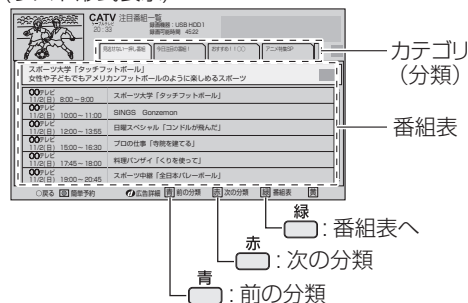 CATV 注目番組一覧
20:33
録画機器：USB HDD1
録画可能時間 45:22
見逃せない一押し番組 今日注目の番組！ おすすめ！○○ アニメ特集SP
カテゴリ
（分類）
スポーツ大学「タッチフットボール」
女性や子どもでもアメリカンフットボールのように楽しめるスポーツ
番組表
00テレビ
11/2(日) 8:00～9:00 スポーツ大学「タッチフットボール」
00テレビ
11/2(日) 10:00～11:00 SINGS Gonzemon
00テレビ
11/2(日) 12:00～13:55 日曜スペシャル「コンドルが飛んだ」
00テレビ
11/2(日) 15:00～16:30 プロの仕事「寺院を建てる」
00テレビ
11/2(日) 17:45～18:00 料理バンザイ「くりを使って」
00テレビ
11/2(日) 19:00～20:45 スポーツ中継「全日本バレーボール」
○戻る 簡単予約 広告詳細 青 前の分類 赤 次の分類 緑 番組表 黄
緑
：番組表へ
赤
：次の分類
青
：前の分類